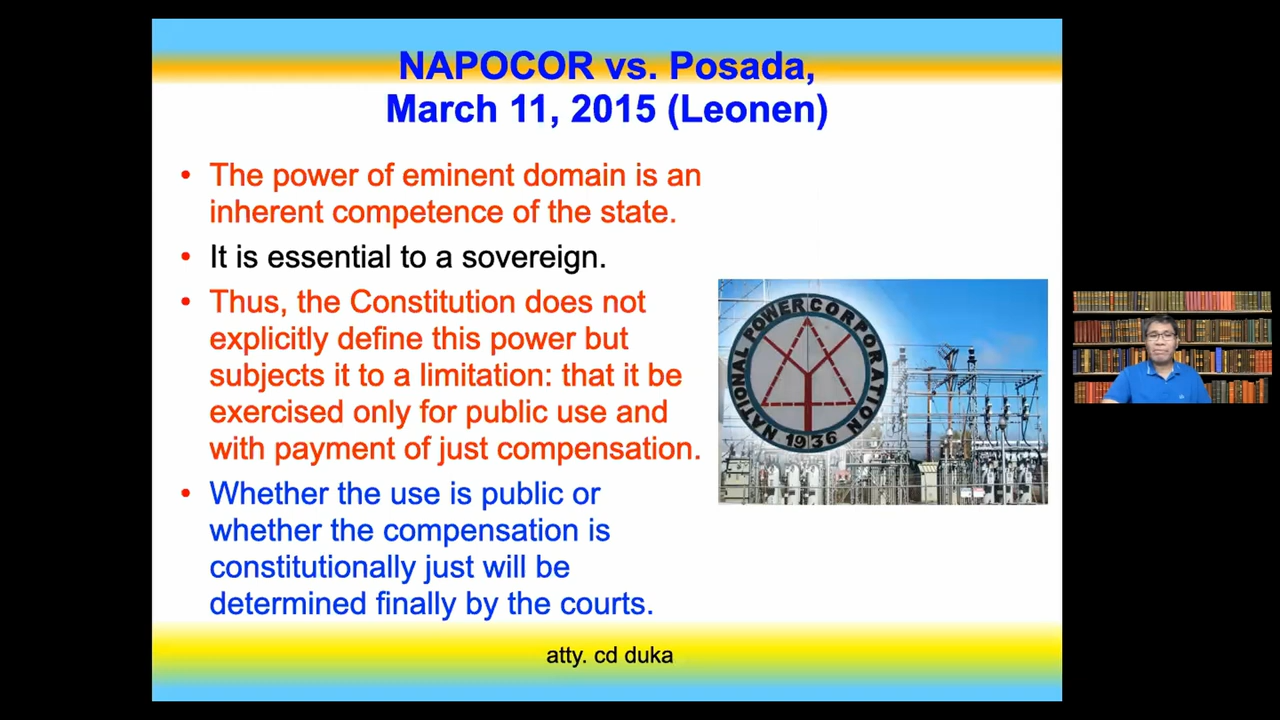 NAPOCOR vs. Posada,
March 11, 2015 (Leonen)
• The power of eminent domain is an
inherent competence of the state.
• It is essential to a sovereign.
• Thus, the Constitution does not
explicitly define this power but
subjects it to a limitation: that it be
exercised only for public use and
with payment of just compensation.
• Whether the use is public or
whether the compensation is
constitutionally just will be
determined finally by the courts.
NATIONAL POWER CORPORATION
1936
atty. cd duka